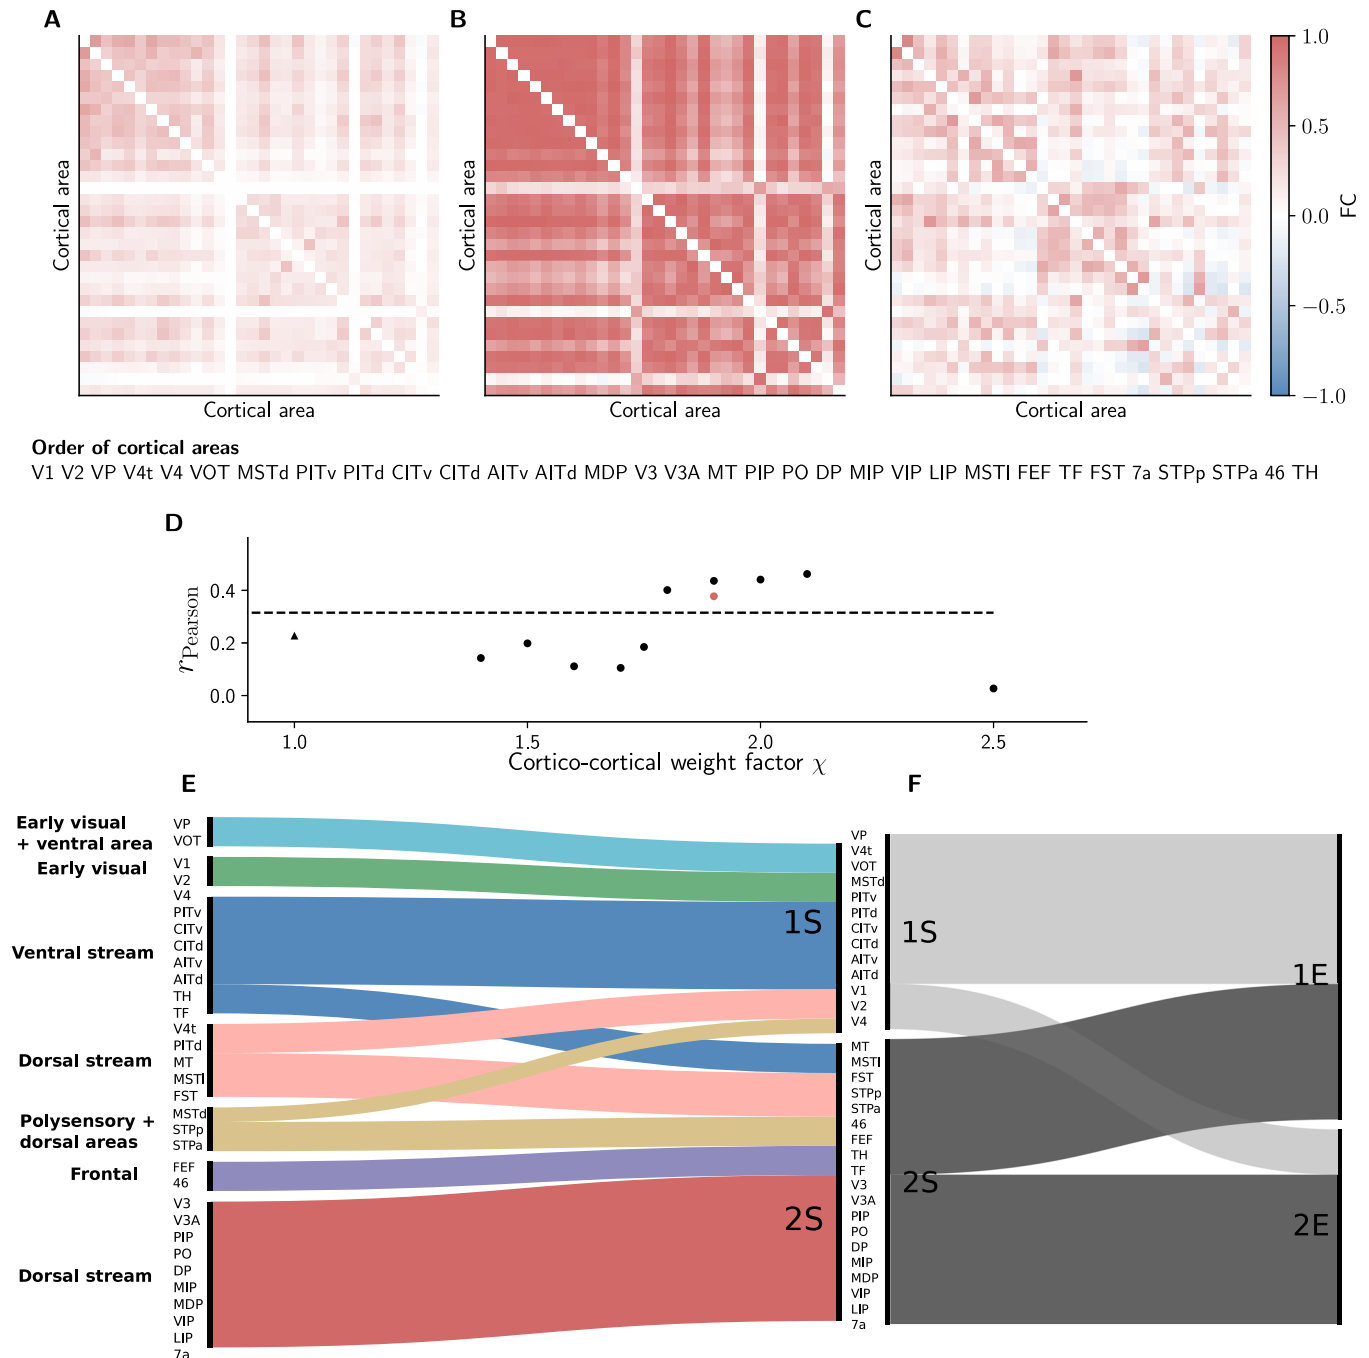 A
B
C
Cortical area
Cortical area
Cortical area
Cortical area
Cortical area
Cortical area
1.0
0.5
0.0
−0.5
−1.0
FC
Order of cortical areas
V1 V2 VP V4t V4 VOT MSTd PITv PITd CITv CITd AITv AITd MDP V3 V3A MT PIP PO DP MIP VIP LIP MSTl FEF TF FST 7a STPp STPa 46 TH
D
0.4
0.2
0.0
rPearson
1.0
1.5
2.0
2.5
Cortico-cortical weight factor χ
E
Early visual
+ ventral area
Early visual
Ventral stream
Dorsal stream
Polysensory +
dorsal areas
Frontal
Dorsal stream
VP
VOT
V1
V2
V4
PITv
CITv
CITd
AITv
AITd
TH
TF
V4t
PITd
MT
MSTl
FST
MSTd
STPp
STPa
FEF
46
V3
V3A
PIP
PO
DP
MIP
MDP
VIP
LIP
7a
1S
2S
F
VP
V4t
VOT
MSTd
PITv
PITd
CITv
CITd
AITv
AITd
V1
V2
V4
MT
MSTl
FST
STPp
STPa
46
FEF
TH
TF
V3
V3A
PIP
PO
DP
MIP
MDP
VIP
LIP
7a
1S
2S
1E
2E